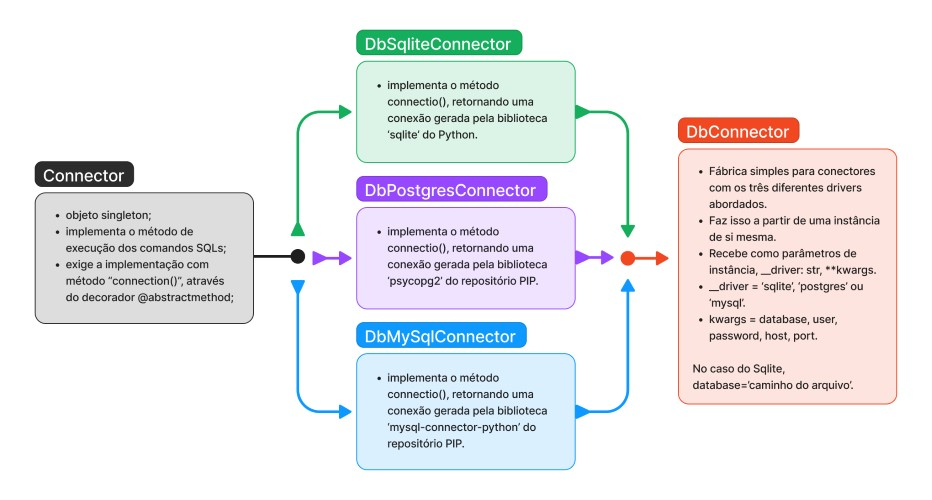 Connector
• objeto singleton;
• implementa o método de
execução dos comandos SQLs;
• exige a implementação com
método “connection()”, através
do decorador @abstractmethod;
DbSqliteConnector
• implementa o método
connectio(), retornando uma
conexão gerada pela biblioteca
‘sqlite’ do Python.
DbPostgresConnector
• implementa o método
connectio(), retornando uma
conexão gerada pela biblioteca
‘psycopg2’ do repositório PIP.
DbMySqlConnector
• implementa o método
connectio(), retornando uma
conexão gerada pela biblioteca
‘mysql-connector-python’ do
repositório PIP.
DbConnector
• Fábrica simples para conectores
com os três diferentes drivers
abordados.
• Faz isso a partir de uma instância
de si mesma.
• Recebe como parâmetros de
instância, __driver: str, **kwargs.
• __driver = ‘sqlite’, ‘postgres’ ou
‘mysql’.
• kwargs = database, user,
password, host, port.
No caso do Sqlite,
database=‘caminho do arquivo’.